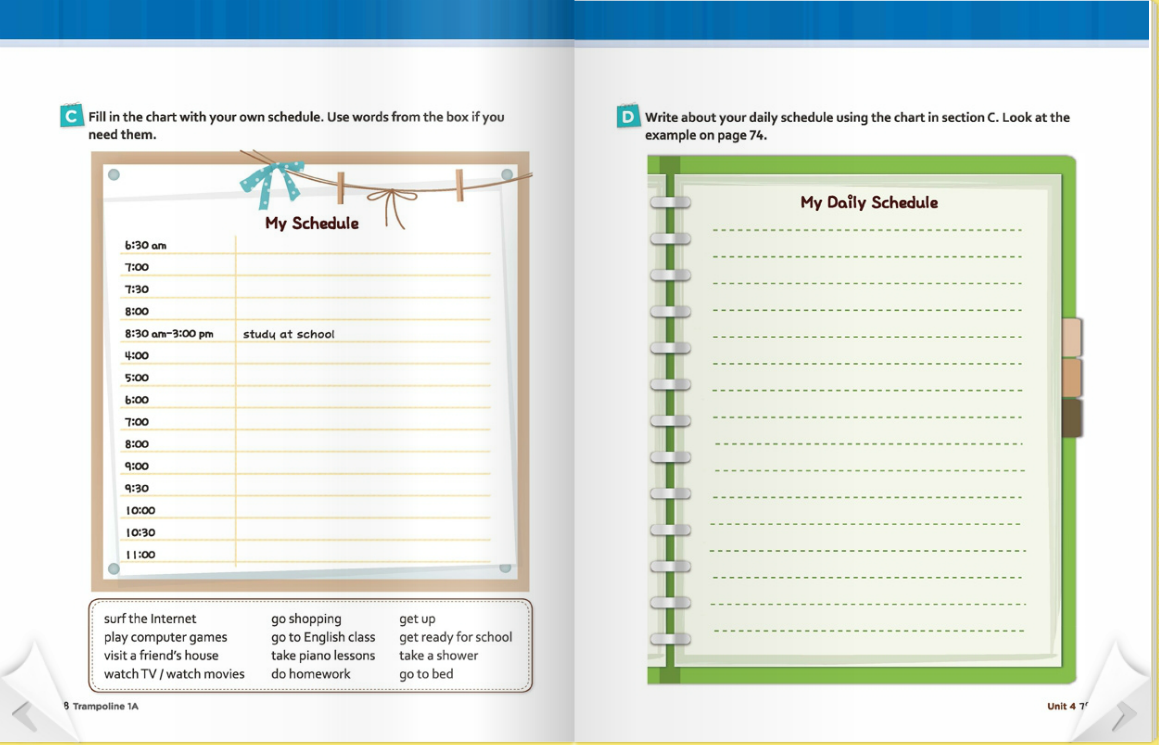 C Fill in the chart with your own schedule. Use words from the box if you
need them.
My Schedule
6:30 am
7:00
7:30
8:00
8:30 am-3:00 pm study at school
4:00
5:00
6:00
7:00
8:00
9:00
9:30
10:00
10:30
11:00
surf the Internet go shopping get up
play computer games go to English class get ready for school
visit a friend's house take piano lessons take a shower
watch TV / watch movies do homework go to bed
8 Trampoline 1A
D Write about your daily schedule using the chart in section C. Look at the
example on page 74.
My Daily Schedule
Unit 4